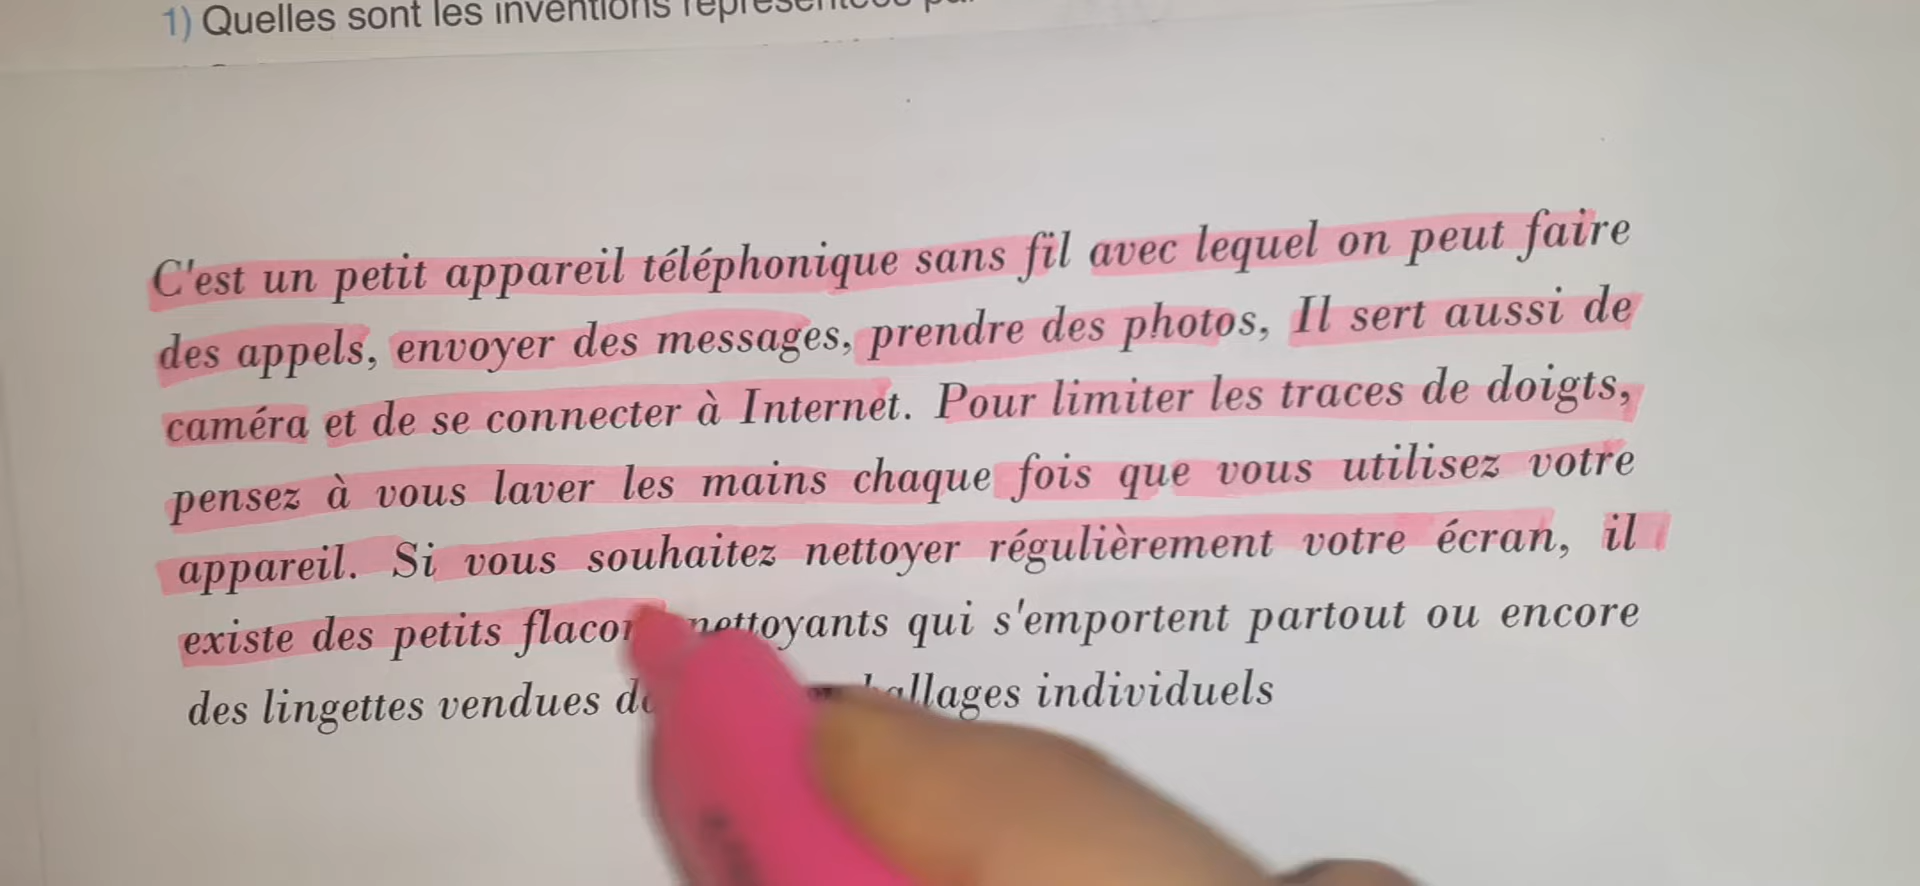 1) Quelles sont les inventions représentées
C'est un petit appareil téléphonique sans fil avec lequel on peut faire
des appels, envoyer des messages, prendre des photos, Il sert aussi de
caméra et de se connecter à Internet. Pour limiter les traces de doigts,
pensez à vous laver les mains chaque fois que vous utilisez votre
appareil. Si vous souhaitez nettoyer régulièrement votre écran, il
existe des petits nettoyants qui s'emportent partout ou encore
des lingettes vendues individuels